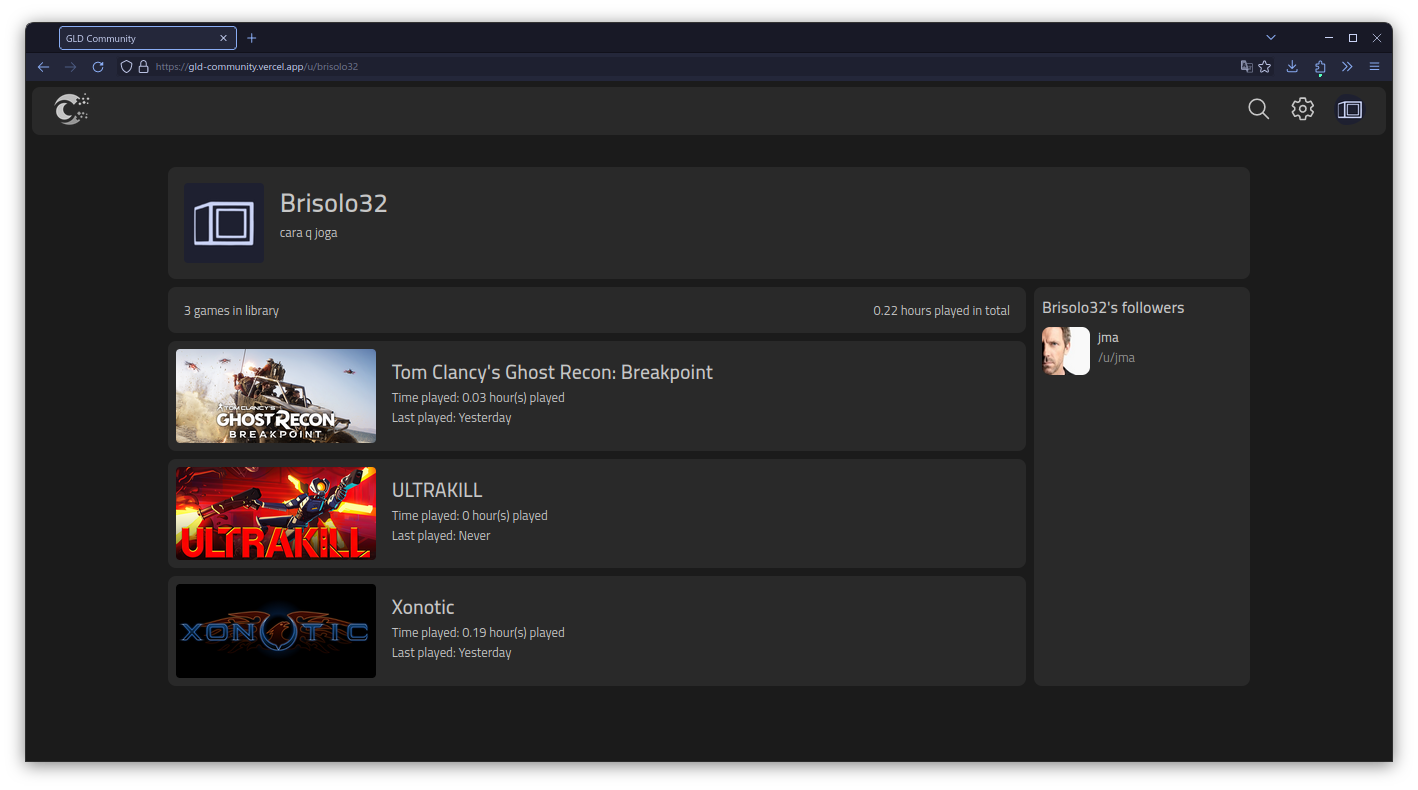 GLD Community
https://gld-community.vercel.app/u/brisolo32
Brisolo32
cara q joga
3 games in library
0.22 hours played in total
Brisolo32's followers
jma
/u/jma
TOM CLANCY'S
GHOST RECON
BREAKPOINT
Tom Clancy's Ghost Recon: Breakpoint
Time played: 0.03 hour(s) played
Last played: Yesterday
ULTRAKILL
ULTRAKILL
Time played: 0 hour(s) played
Last played: Never
XONOTIC
Xonotic
Time played: 0.19 hour(s) played
Last played: Yesterday